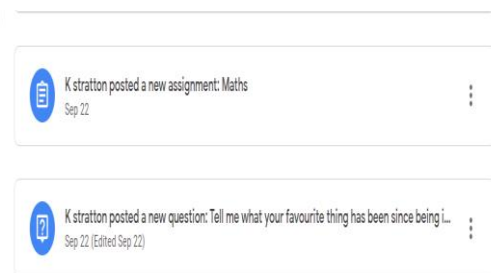 K stratton posted a new assignment: Maths
Sep 22
K stratton posted a new question: Tell me what your favourite thing has been since being i...
Sep 22 (Edited Sep 22)